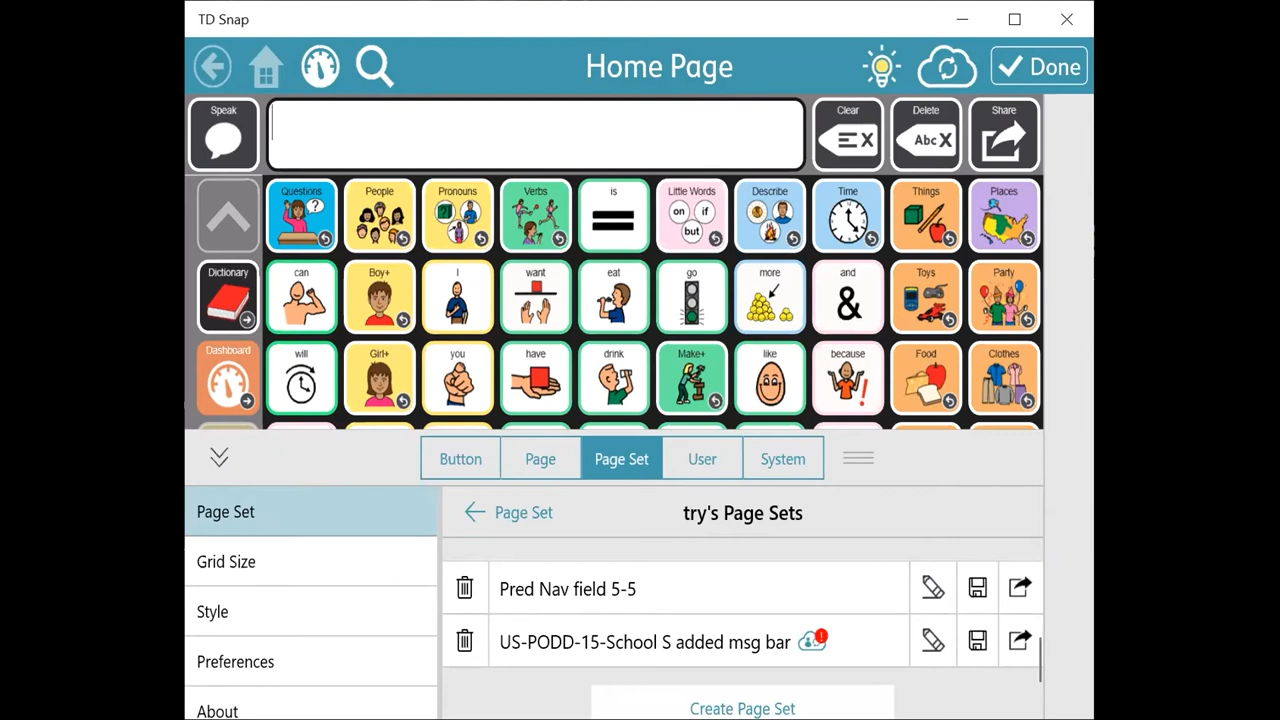 TD Snap
Home Page
Done
Speak
Clear
Delete
Abc X
Share
Questions
?
People
Pronouns
?
Verbs
is
Little Words
on
if
but
Describe
Time
Things
Places
Dictionary
can
Boy+
I
want
eat
go
more
and
&
Toys
Party
Dashboard
will
Girl+
you
have
drink
Make+
like
because
!
Food
Clothes
Button
Page
Page Set
User
System
Page Set
Page Set
try's Page Sets
Grid Size
Style
Preferences
About
Pred Nav field 5-5
US-PODD-15-School S added msg bar
!
Create Page Set